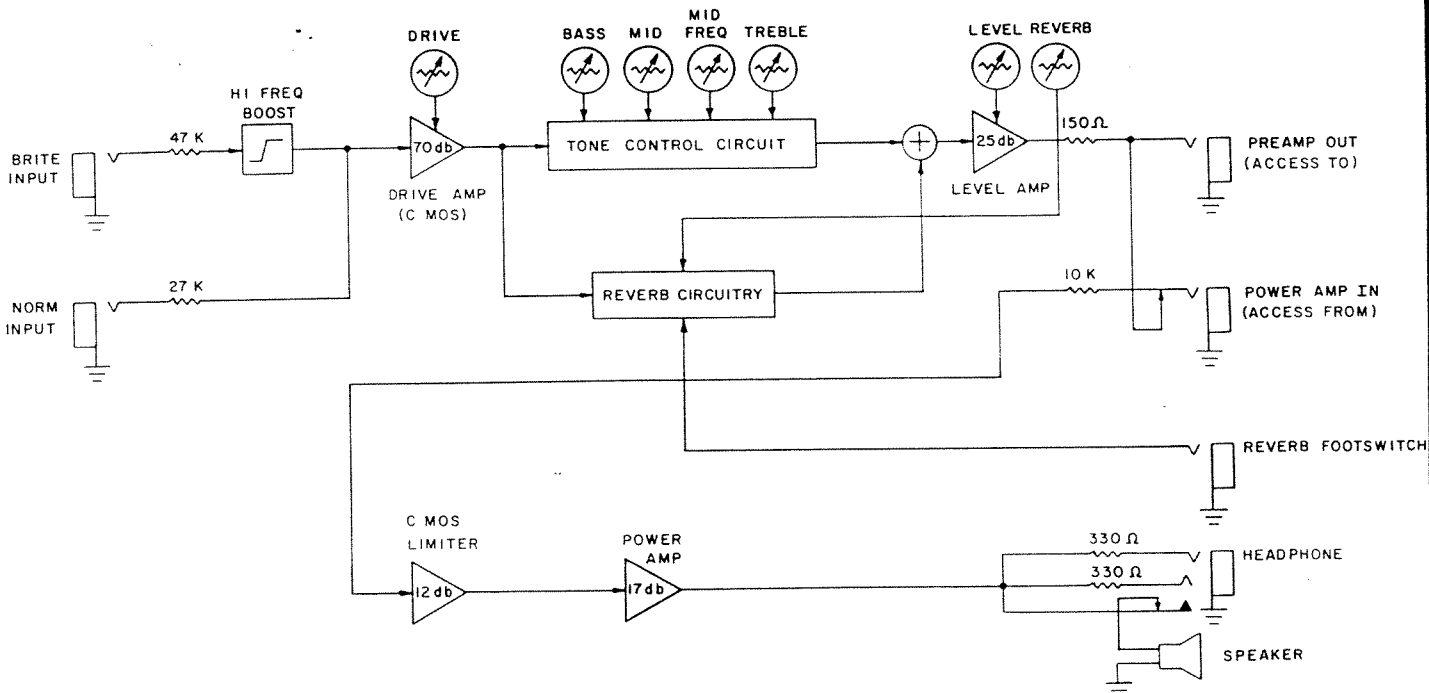 DRIVE
BASS
MID
MID
FREQ
TREBLE
LEVEL
REVERB
HI FREQ
BOOST
47 K
BRITE
INPUT
70db
DRIVE AMP
(C MOS)
TONE CONTROL CIRCUIT
+
25db
LEVEL AMP
150Ω
PREAMP OUT
(ACCESS TO)
27 K
NORM
INPUT
REVERB CIRCUITRY
10 K
POWER AMP IN
(ACCESS FROM)
REVERB FOOTSWITCH
C MOS
LIMITER
12db
POWER
AMP
17db
330 Ω
330 Ω
HEADPHONE
SPEAKER